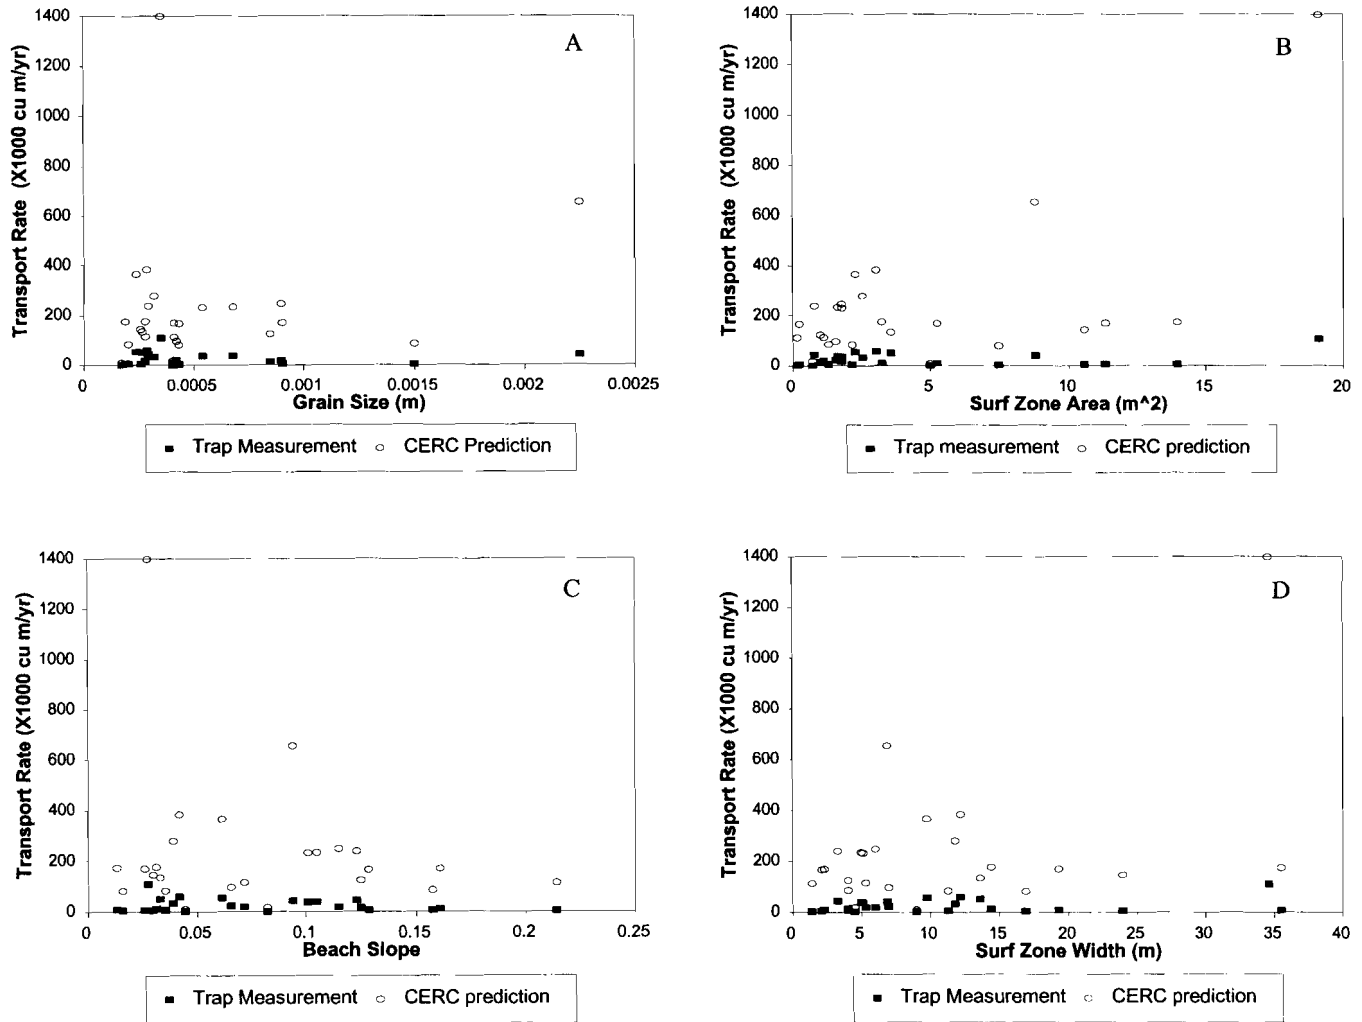 A
Transport Rate (X1000 cu m/yr)
1400
1200
1000
800
600
400
200
0
0
0.0005
0.001
0.0015
0.002
0.0025
Grain Size (m)
Trap Measurement
CERC Prediction
B
Transport Rate (X1000 cu m/yr)
1400
1200
1000
800
600
400
200
0
0
5
10
15
20
Surf Zone Area (m^2)
Trap measurement
CERC prediction
C
Transport Rate (X1000 cu m/yr)
1400
1200
1000
800
600
400
200
0
0
0.05
0.1
0.15
0.2
0.25
Beach Slope
Trap Measurement
CERC prediction
D
Transport Rate (X1000 cu m/yr)
1400
1200
1000
800
600
400
200
0
0
5
10
15
20
25
30
35
40
Surf Zone Width (m)
Trap Measurement
CERC prediction